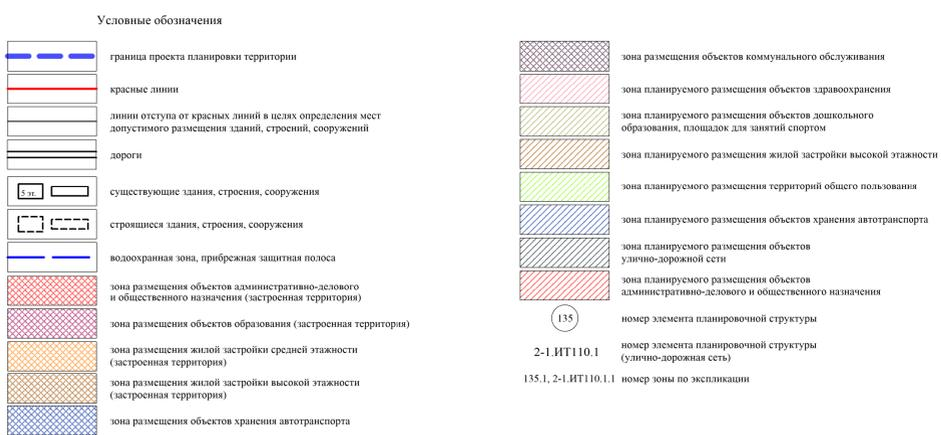 Условные обозначения
граница проекта планировки территории
красные линии
линии отступа от красных линий в целях определения мест
допустимого размещения зданий, строений, сооружений
дороги
5 эт.
существующие здания, строения, сооружения
строящиеся здания, строения, сооружения
водоохранная зона, прибрежная защитная полоса
зона размещения объектов административно-делового
и общественного назначения (застроенная территория)
зона размещения объектов образования (застроенная территория)
зона размещения жилой застройки средней этажности
(застроенная территория)
зона размещения жилой застройки высокой этажности
(застроенная территория)
зона размещения объектов хранения автотранспорта
зона размещения объектов коммунального обслуживания
зона планируемого размещения объектов здравоохранения
зона планируемого размещения объектов дошкольного
образования, площадок для занятий спортом
зона планируемого размещения жилой застройки высокой этажности
зона планируемого размещения территорий общего пользования
зона планируемого размещения объектов хранения автотранспорта
зона планируемого размещения объектов
улично-дорожной сети
зона планируемого размещения объектов
административно-делового и общественного назначения
135 номер элемента планировочной структуры
2-1.ИТ110.1 номер элемента планировочной структуры
(улично-дорожная сеть)
135.1, 2-1.ИТ110.1.1 номер зоны по экспликации